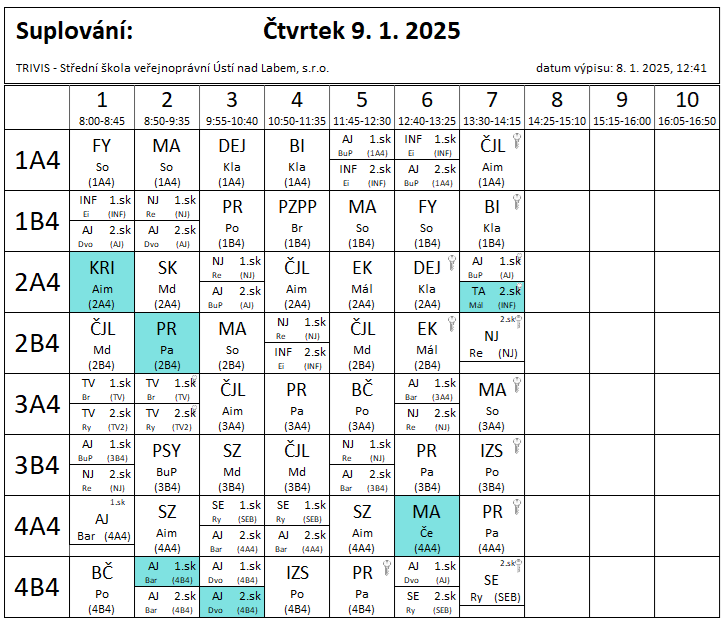 Suplování: Čtvrtek 9. 1. 2025
TRIVIS - Střední škola veřejnoprávní Ústí nad Labem, s.r.o. datum výpisu: 8. 1. 2025, 12:41
1 2 3 4 5 6 7 8 9 10
8:00-8:45 8:50-9:35 9:55-10:40 10:50-11:35 11:45-12:30 12:40-13:25 13:30-14:15 14:25-15:10 15:15-16:00 16:05-16:50
1A4
FY So (1A4)
MA So (1A4)
DEJ Kla (1A4)
BI Kla (1A4)
AJ 1.sk BuP (1A4)
INF 2.sk Ei (INF)
INF 1.sk Ei (INF)
AJ 2.sk BuP (1A4)
ČJL Aim (1A4)
1B4
INF 1.sk Ei (INF)
AJ 2.sk Dvo (AJ)
NJ 1.sk Re (NJ)
AJ 2.sk Dvo (AJ)
PR Po (1B4)
PZPP Br (1B4)
MA So (1B4)
FY So (1B4)
BI Kla (1B4)
2A4
KRI Aim (2A4)
SK Md (2A4)
NJ 1.sk Re (NJ)
AJ 2.sk BuP (AJ)
ČJL Aim (2A4)
EK Mál (2A4)
DEJ Kla (2A4)
AJ 1.sk BuP (AJ)
TA 2.sk Mál (INF)
2B4
ČJL Md (2B4)
PR Pa (2B4)
MA So (2B4)
NJ 1.sk Re (NJ)
INF 2.sk Ei (INF)
ČJL Md (2B4)
EK Mál (2B4)
2.sk NJ Re (NJ)
3A4
TV 1.sk Br (TV)
TV 2.sk Ry (TV2)
TV 1.sk Br (TV)
TV 2.sk Ry (TV2)
ČJL Aim (3A4)
PR Pa (3A4)
BČ Po (3A4)
AJ 1.sk Bar (3A4)
NJ 2.sk Re (NJ)
MA So (3A4)
3B4
AJ 1.sk BuP (3B4)
NJ 2.sk Re (NJ)
PSY BuP (3B4)
SZ Md (3B4)
ČJL Md (3B4)
NJ 1.sk Re (NJ)
AJ 2.sk Bar (3B4)
PR Pa (3B4)
IZS Po (3B4)
4A4
1.sk AJ Bar (4A4)
SZ Aim (4A4)
SE 1.sk Ry (SEB)
AJ 2.sk Bar (4A4)
SE 1.sk Ry (SEB)
AJ 2.sk Bar (4A4)
SZ Aim (4A4)
MA Če (4A4)
PR Pa (4A4)
4B4
BČ Po (4B4)
AJ 1.sk Bar (4B4)
AJ 2.sk Bar (4B4)
AJ 1.sk Dvo (4B4)
AJ 2.sk Dvo (4B4)
IZS Po (4B4)
PR Pa (4B4)
AJ 1.sk Dvo (AJ)
SE 2.sk Ry (SEB)
2.sk SE Ry (SEB)